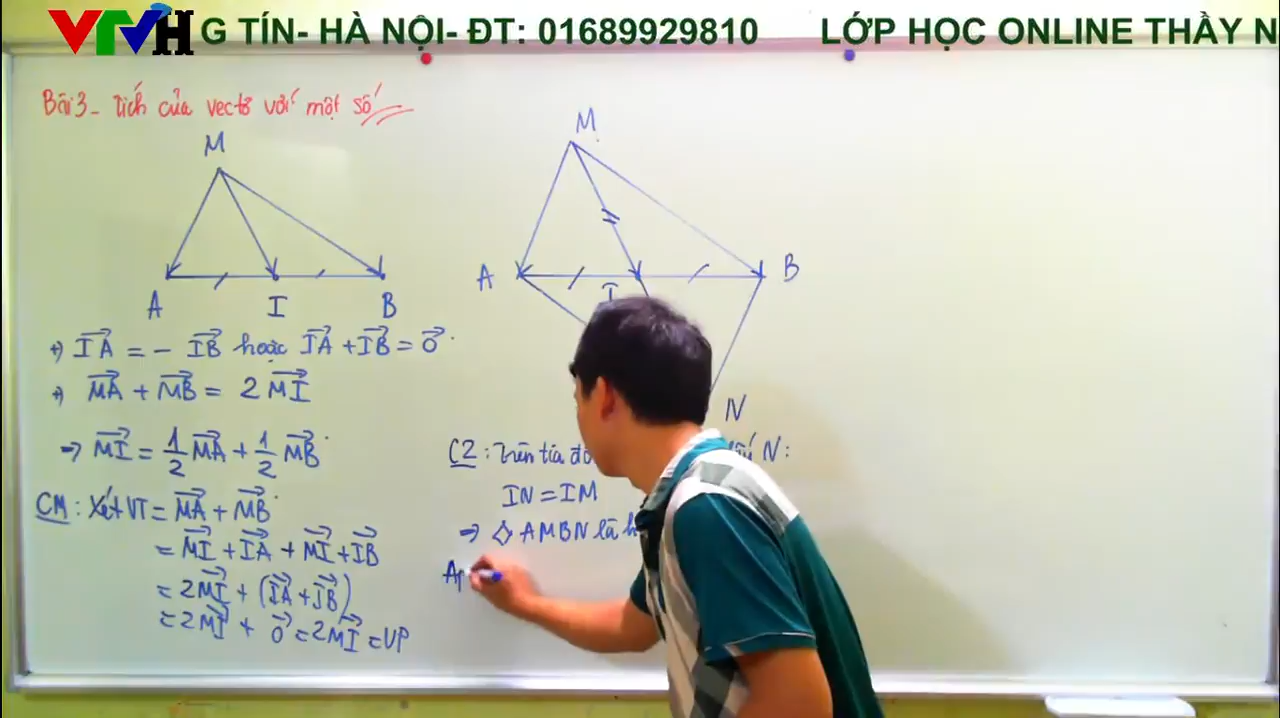 VTVH G TÍN- HÀ NỘI- ĐT: 01689929810 LỚP HỌC ONLINE THẦY N
Bài 3 - Tích của vectơ với một số
M
A I B
+) IA→ = - IB→ hoặc IA→ + IB→ = 0→
+) MA→ + MB→ = 2 MI→
⇒ MI→ = 1/2 MA→ + 1/2 MB→
CM : Xét VT = MA→ + MB→
= MI→ + IA→ + MI→ + IB→
= 2MI→ + (IA→ + IB→)
= 2MI→ + 0→ = 2MI→ = VP
M
A I B
N
C2 : Trên tia N :
IN = IM
⇒ ◇ AMBN là